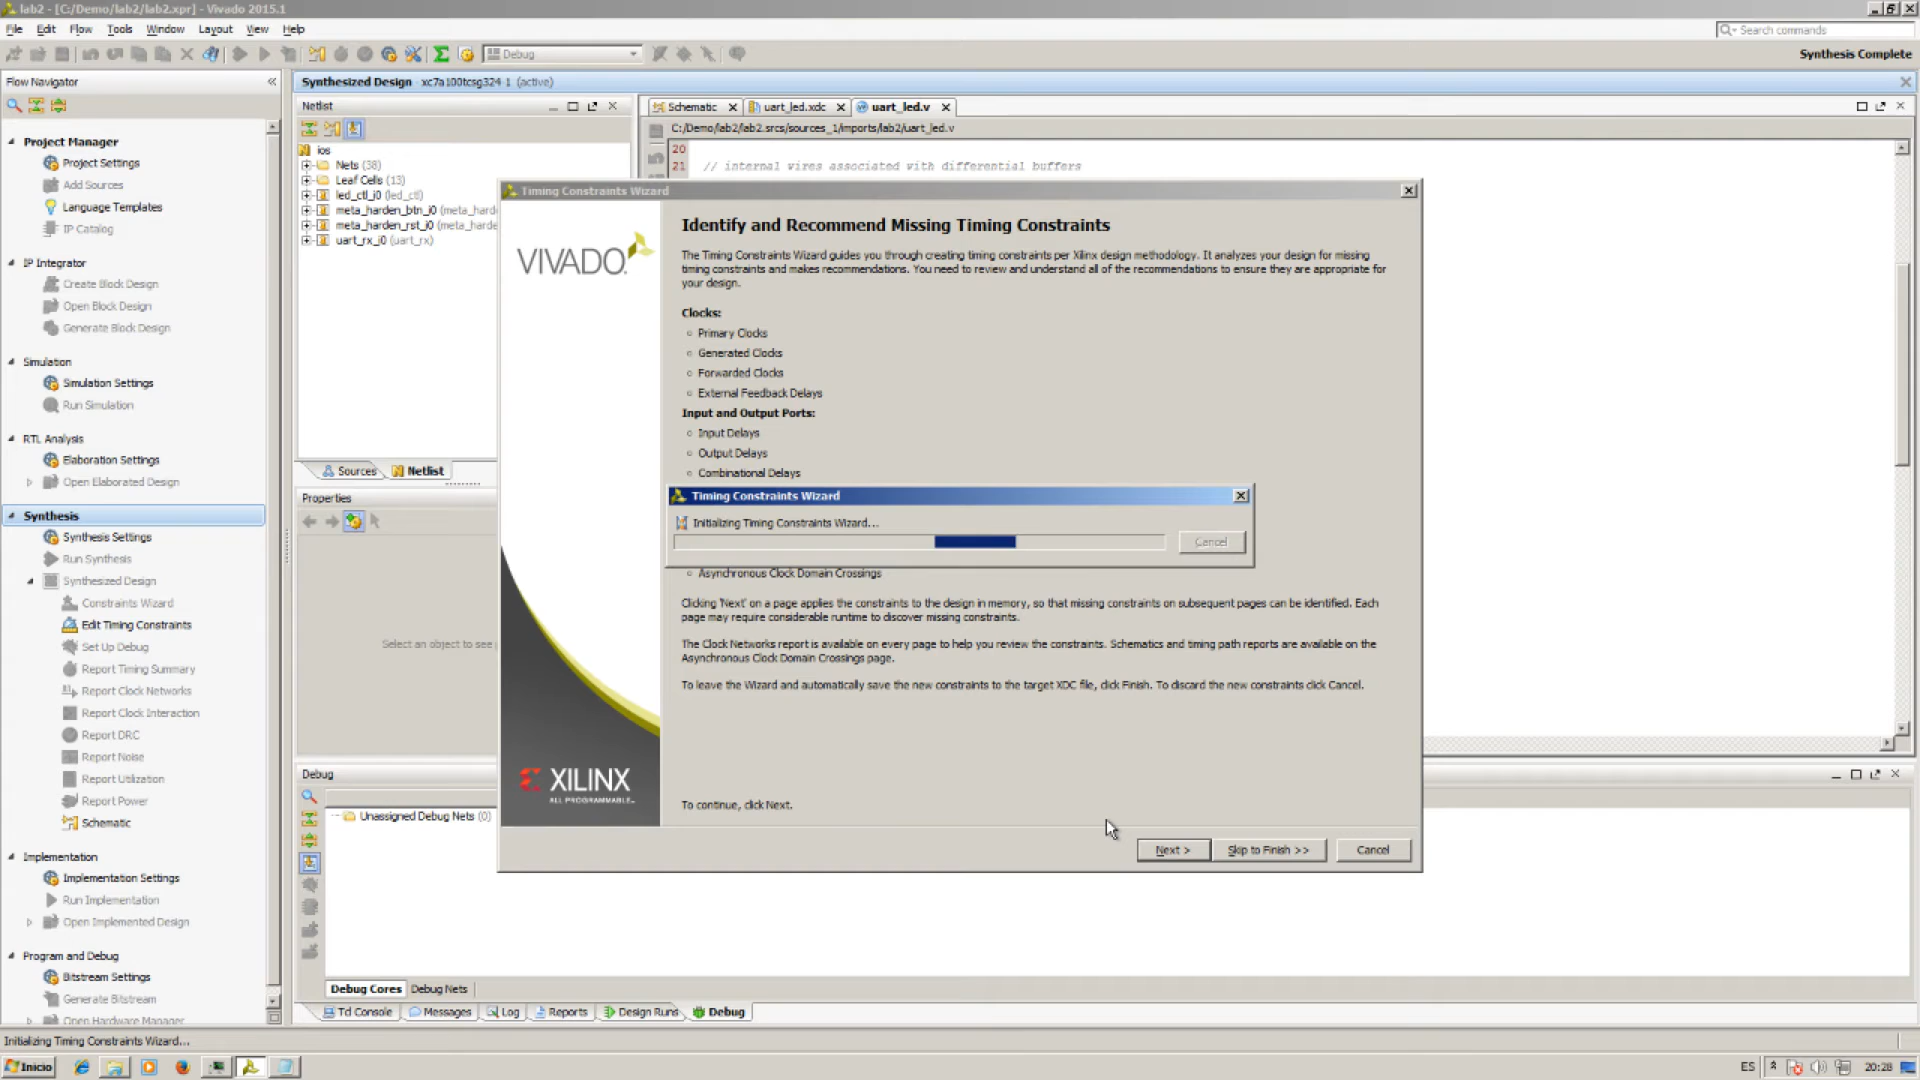 lab2 - [C:/Demo/lab2/lab2.xpr] - Vivado 2015.1
File Edit Flow Tools Window Layout View Help
Search commands
Debug
Synthesis Complete
Flow Navigator
Project Manager
Project Settings
Add Sources
Language Templates
IP Catalog
IP Integrator
Create Block Design
Open Block Design
Generate Block Design
Simulation
Simulation Settings
Run Simulation
RTL Analysis
Elaboration Settings
Open Elaborated Design
Synthesis
Synthesis Settings
Run Synthesis
Synthesized Design
Constraints Wizard
Edit Timing Constraints
Set Up Debug
Report Timing Summary
Report Clock Networks
Report Clock Interaction
Report DRC
Report Noise
Report Utilization
Report Power
Schematic
Implementation
Implementation Settings
Run Implementation
Open Implemented Design
Program and Debug
Bitstream Settings
Generate Bitstream
Open Hardware Manager
Synthesized Design - xc7a100tcsg324-1 (active)
Netlist
ios
Nets (38)
Leaf Cells (13)
led_ctl_i0 (led_ctl)
meta_harden_btn_i0 (meta_hard
meta_harden_rst_i0 (meta_harde
uart_rx_i0 (uart_rx)
Sources Netlist
Properties
Select an object to see
Schematic uart_led.xdc uart_led.v
C:/Demo/lab2/lab2.srcs/sources_1/imports/lab2/uart_led.v
20
21 // internal wires associated with differential buffers
Timing Constraints Wizard
VIVADO
Identify and Recommend Missing Timing Constraints
The Timing Constraints Wizard guides you through creating timing constraints per Xilinx design methodology. It analyzes your design for missing
timing constraints and makes recommendations. You need to review and understand all of the recommendations to ensure they are appropriate for
your design.
Clocks:
Primary Clocks
Generated Clocks
Forwarded Clocks
External Feedback Delays
Input and Output Ports:
Input Delays
Output Delays
Combinational Delays
Timing Constraints Wizard
Initializing Timing Constraints Wizard...
Cancel
Asynchronous Clock Domain Crossings
Clicking 'Next' on a page applies the constraints to the design in memory, so that missing constraints on subsequent pages can be identified. Each
page may require considerable runtime to discover missing constraints.
The Clock Networks report is available on every page to help you review the constraints. Schematics and timing path reports are available on the
Asynchronous Clock Domain Crossings page.
To leave the Wizard and automatically save the new constraints to the target XDC file, click Finish. To discard the new constraints click Cancel.
XILINX
ALL PROGRAMMABLE
To continue, click Next.
Next > Skip to Finish >> Cancel
Debug
Unassigned Debug Nets (0)
Debug Cores Debug Nets
Tcl Console Messages Log Reports Design Runs Debug
Initializing Timing Constraints Wizard...
Inicio
ES 20:28